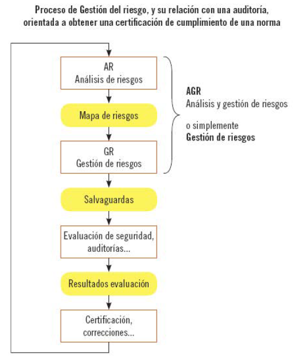 Proceso de Gestión del riesgo, y su relación con una auditoría,
orientada a obtener una certificación de cumplimiento de una norma
AR
Análisis de riesgos
Mapa de riesgos
GR
Gestión de riesgos
AGR
Análisis y gestión de riesgos
o simplemente
Gestión de riesgos
Salvaguardas
Evaluación de seguridad,
auditorías...
Resultados evaluación
Certificación,
correcciones...